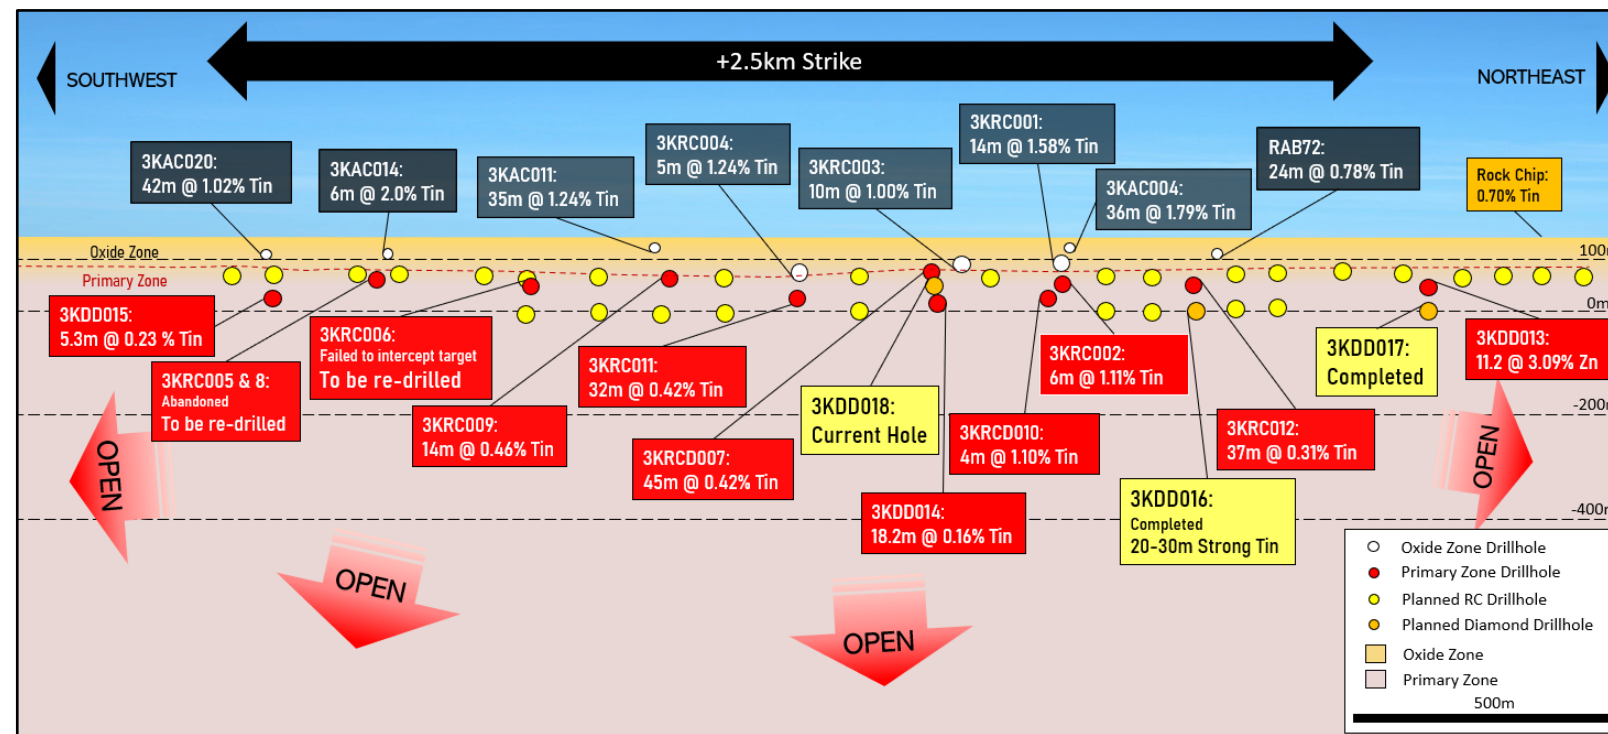 +2.5km Strike
SOUTHWEST
NORTHEAST
3KAC020:
42m @ 1.02% Tin
3KAC014:
6m @ 2.0% Tin
3KAC011:
35m @ 1.24% Tin
3KRC004:
5m @ 1.24% Tin
3KRC003:
10m @ 1.00% Tin
3KRC001:
14m @ 1.58% Tin
3KAC004:
36m @ 1.79% Tin
RAB72:
24m @ 0.78% Tin
Rock Chip:
0.70% Tin
Oxide Zone
100m
Primary Zone
0m
3KDD015:
5.3m @ 0.23 % Tin
3KRC005 & 8:
Abandoned
To be re-drilled
3KRC006:
Failed to intercept target
To be re-drilled
3KRC009:
14m @ 0.46% Tin
3KRC011:
32m @ 0.42% Tin
3KRCD007:
45m @ 0.42% Tin
3KDD018:
Current Hole
3KDD014:
18.2m @ 0.16% Tin
3KRCD010:
4m @ 1.10% Tin
3KRC002:
6m @ 1.11% Tin
3KDD016:
Completed
20-30m Strong Tin
3KRC012:
37m @ 0.31% Tin
3KDD017:
Completed
3KDD013:
11.2 @ 3.09% Zn
-200m
-400m
OPEN
OPEN
OPEN
OPEN
Oxide Zone Drillhole
Primary Zone Drillhole
Planned RC Drillhole
Planned Diamond Drillhole
Oxide Zone
Primary Zone
500m